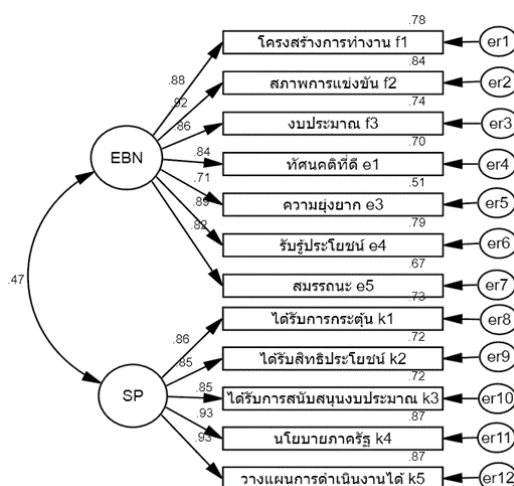 .78
.88
โครงสร้างการทำงาน f1
er1
.84
.92
สภาพการแข่งขัน f2
er2
.74
.86
งบประมาณ f3
er3
.70
EBN
.84
ทัศนคติที่ดี e1
er4
.51
.71
ความยุ่งยาก e3
er5
.79
.89
รับรู้ประโยชน์ e4
er6
.67
.82
สมรรถนะ e5
er7
.47
.73
.86
ได้รับการกระตุ้น k1
er8
.72
.85
ได้รับสิทธิประโยชน์ k2
er9
.72
SP
.85
ได้รับการสนับสนุนงบประมาณ k3
er10
.87
.93
นโยบายภาครัฐ k4
er11
.87
.93
วางแผนการดำเนินงานได้ k5
er12